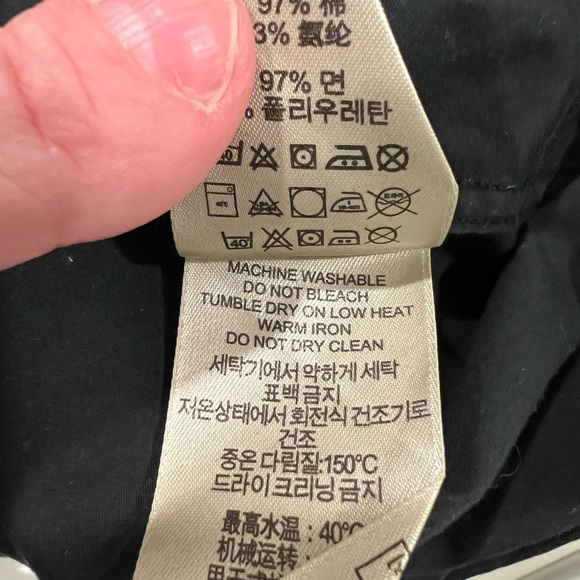 97% 棉
3% 氨纶
97% 면
% 폴리우레탄
40°
MACHINE WASHABLE
DO NOT BLEACH
TUMBLE DRY ON LOW HEAT
WARM IRON
DO NOT DRY CLEAN
세탁기에서 약하게 세탁
표백 금지
저온상태에서 회전식 건조기로
건조
중온 다림질:150°C
드라이 크리닝 금지
最高水温：40°C
机械运转：